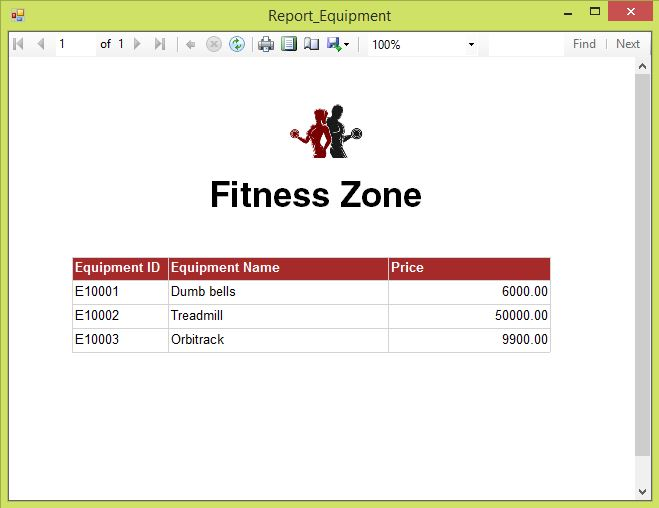 Report_Equipment
1 of 1 100% Find | Next
Fitness Zone
Equipment ID Equipment Name Price
E10001 Dumb bells 6000.00
E10002 Treadmill 50000.00
E10003 Orbitrack 9900.00